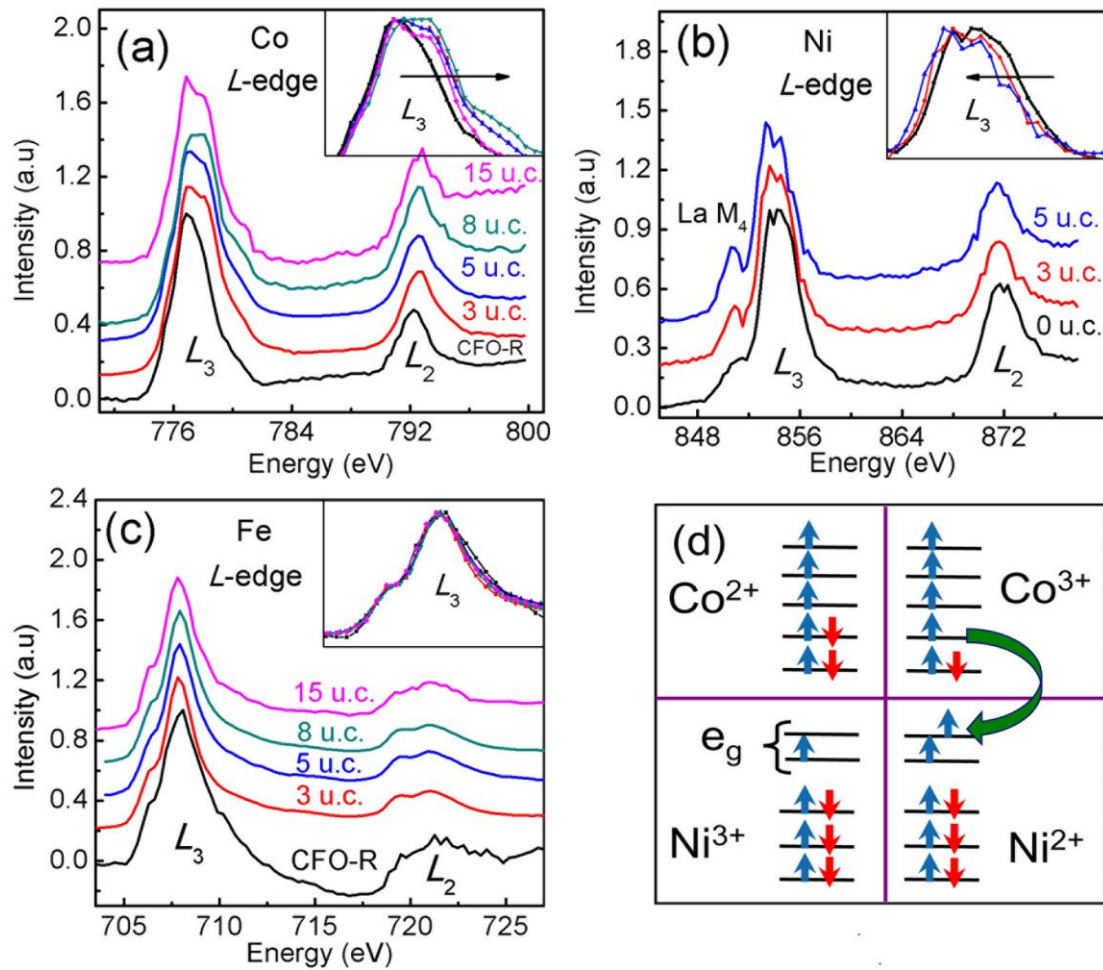 (a)
Co
L-edge
L3
15 u.c.
8 u.c.
5 u.c.
3 u.c.
CFO-R
L3
L2
2.0
1.6
1.2
0.8
0.4
0.0
Intensity (a.u)
776 784 792 800
Energy (eV)
(b)
Ni
L-edge
L3
La M4
5 u.c.
3 u.c.
0 u.c.
L3
L2
1.8
1.5
1.2
0.9
0.6
0.3
0.0
Intensity (a.u)
848 856 864 872
Energy (eV)
(c)
Fe
L-edge
L3
15 u.c.
8 u.c.
5 u.c.
3 u.c.
CFO-R
L3
L2
2.4
2.0
1.6
1.2
0.8
0.4
0.0
Intensity (a.u)
705 710 715 720 725
Energy (eV)
(d)
Co2+
Co3+
eg
Ni3+
Ni2+